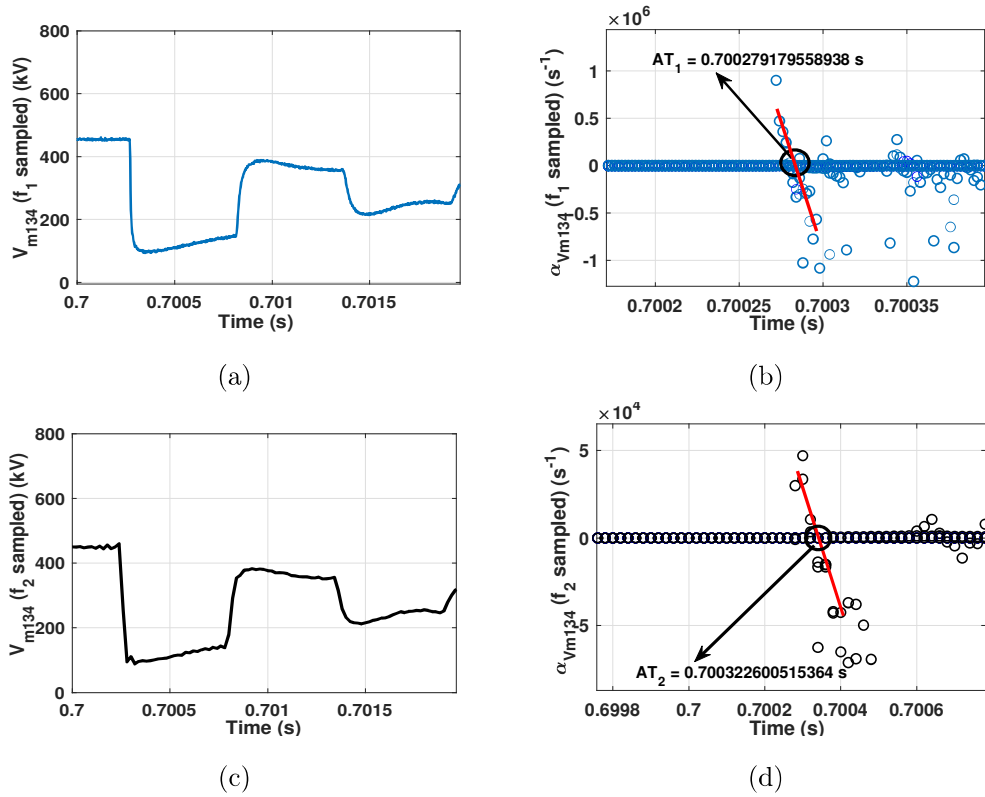 800
600
400
200
0
0.7
0.7005
0.701
0.7015
V_m134 (f_1 sampled) (kV)
Time (s)
(a)
×10^6
AT_1 = 0.700279179558938 s
1
0.5
0
-0.5
-1
0.7002
0.70025
0.7003
0.70035
α_Vm134 (f_1 sampled) (s^-1)
Time (s)
(b)
800
600
400
200
0
0.7
0.7005
0.701
0.7015
V_m134 (f_2 sampled) (kV)
Time (s)
(c)
×10^4
5
0
-5
AT_2 = 0.700322600515364 s
0.6998
0.7
0.7002
0.7004
0.7006
α_Vm134 (f_2 sampled) (s^-1)
Time (s)
(d)